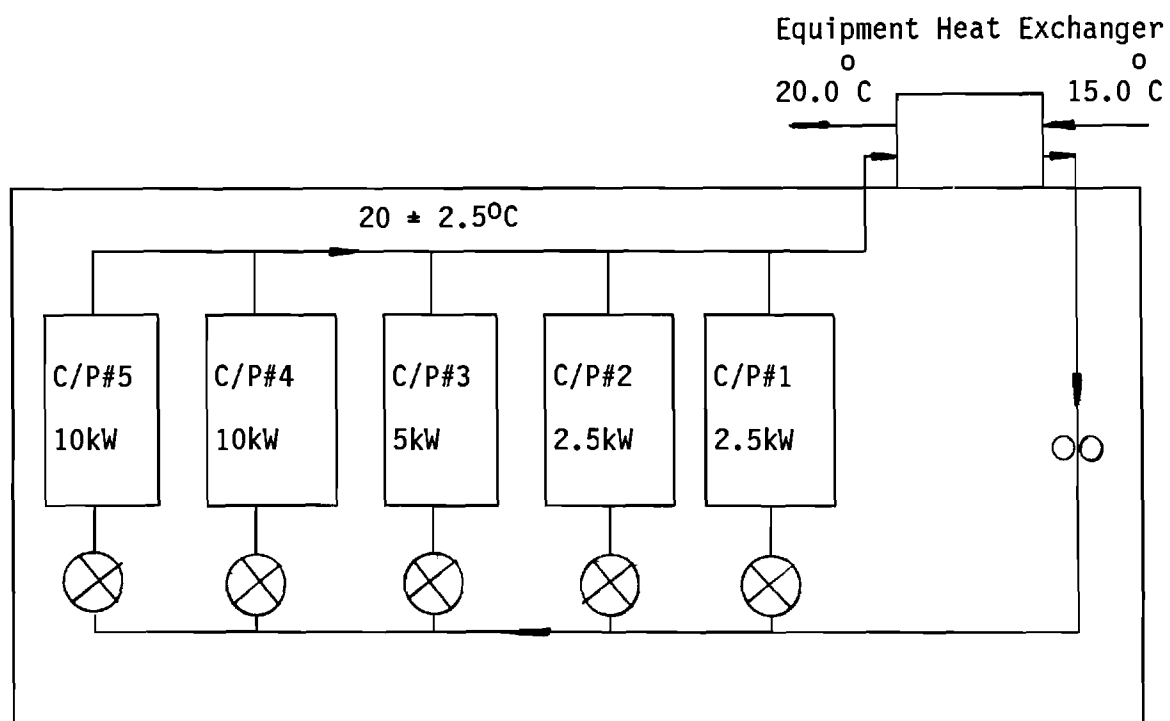 Equipment Heat Exchanger
20.0 °C
15.0 °C
20 ± 2.5°C
C/P#5
10kW
C/P#4
10kW
C/P#3
5kW
C/P#2
2.5kW
C/P#1
2.5kW